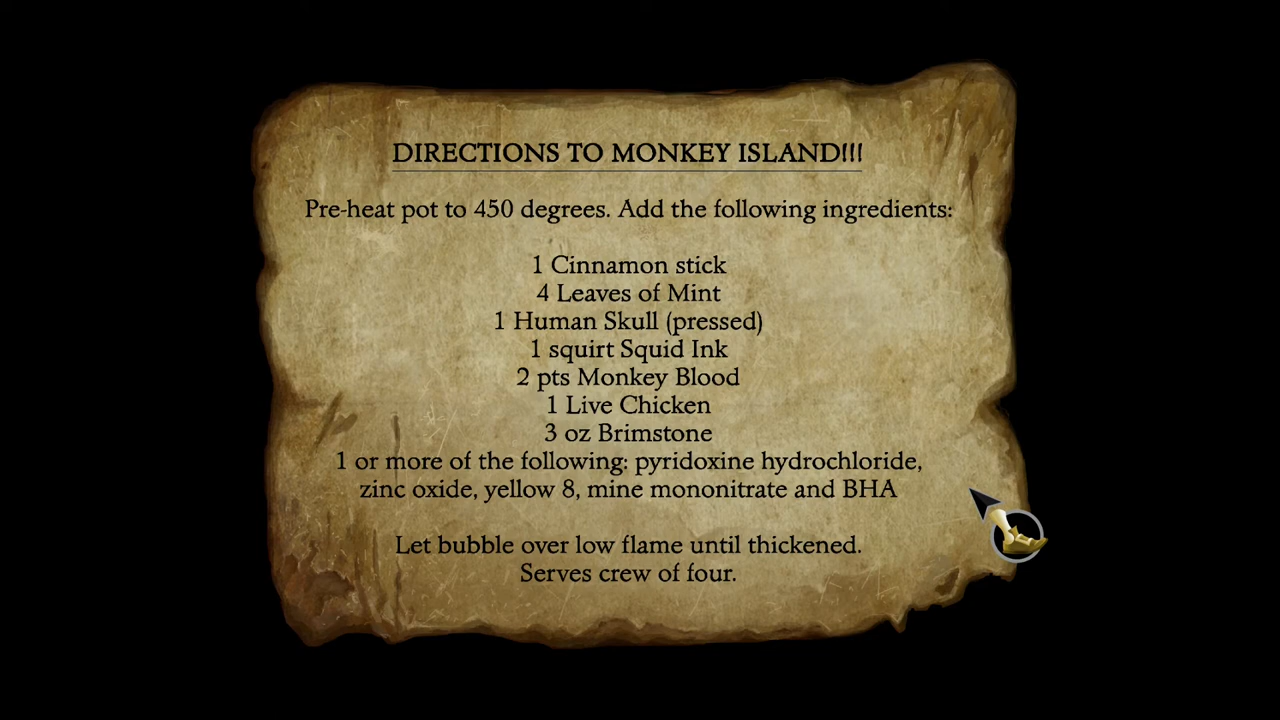 DIRECTIONS TO MONKEY ISLAND!!!
Pre-heat pot to 450 degrees. Add the following ingredients:
1 Cinnamon stick
4 Leaves of Mint
1 Human Skull (pressed)
1 squirt Squid Ink
2 pts Monkey Blood
1 Live Chicken
3 oz Brimstone
1 or more of the following: pyridoxine hydrochloride,
zinc oxide, yellow 8, mine mononitrate and BHA
Let bubble over low flame until thickened.
Serves crew of four.